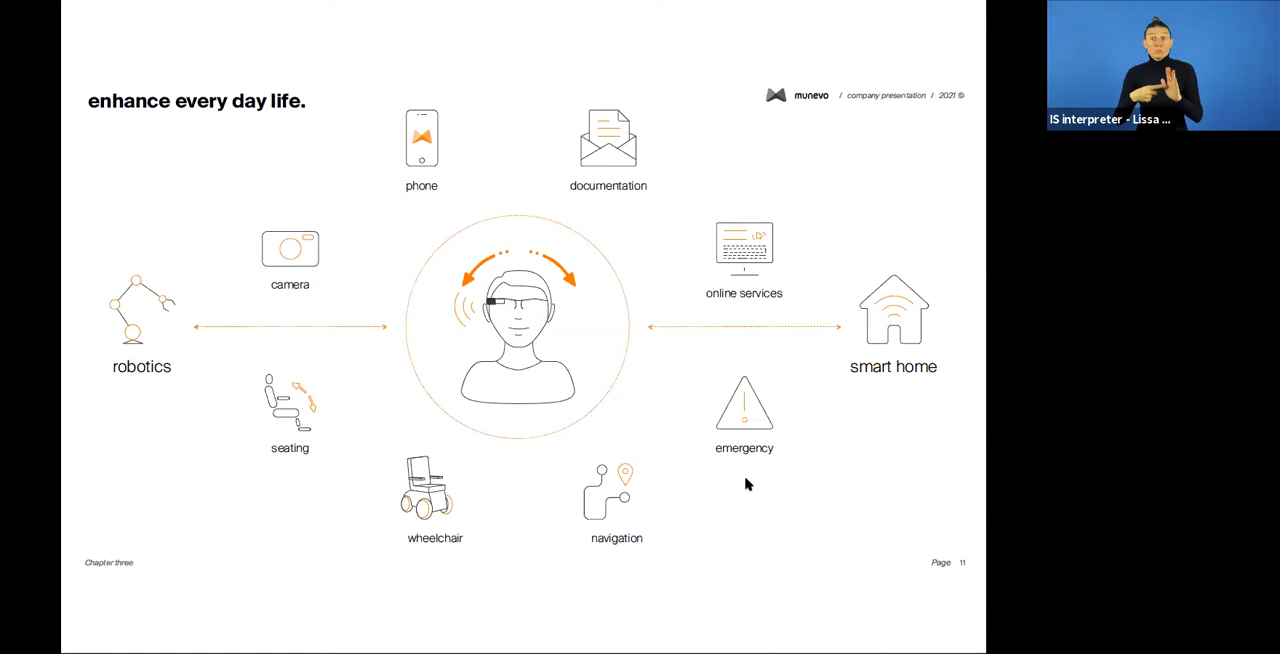 enhance every day life.
munevo / company presentation / 2021 ©
IS interpreter - Lissa ...
phone
documentation
camera
online services
robotics
smart home
seating
emergency
wheelchair
navigation
Chapter three
Page 11